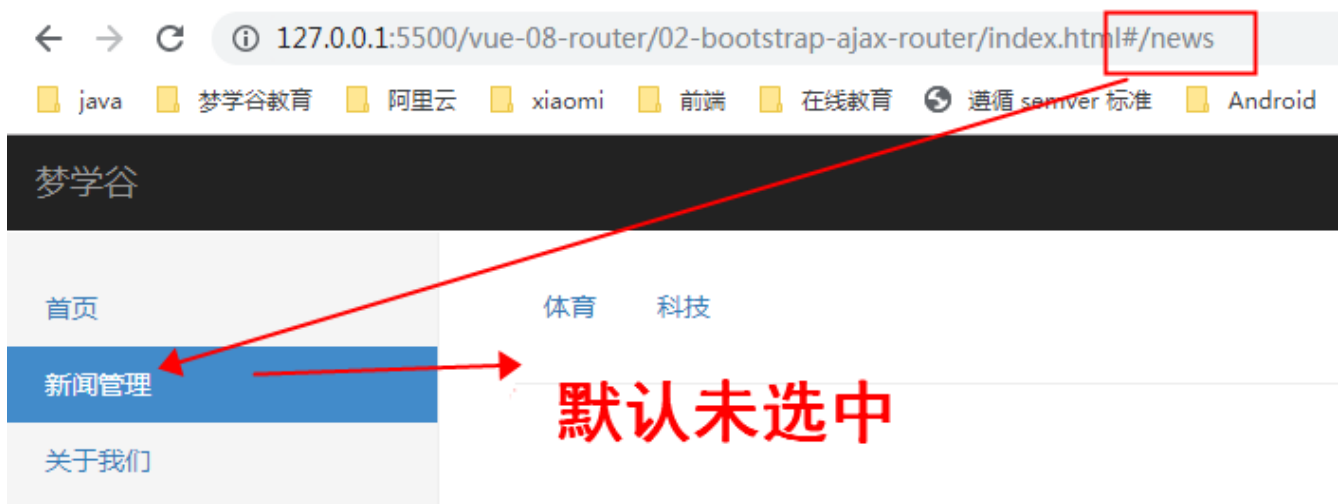 127.0.0.1:5500/vue-08-router/02-bootstrap-ajax-router/index.html#/news
java 梦学谷教育 阿里云 xiaomi 前端 在线教育 遵循 semver 标准 Android
梦学谷
首页
体育 科技
新闻管理
默认未选中
关于我们